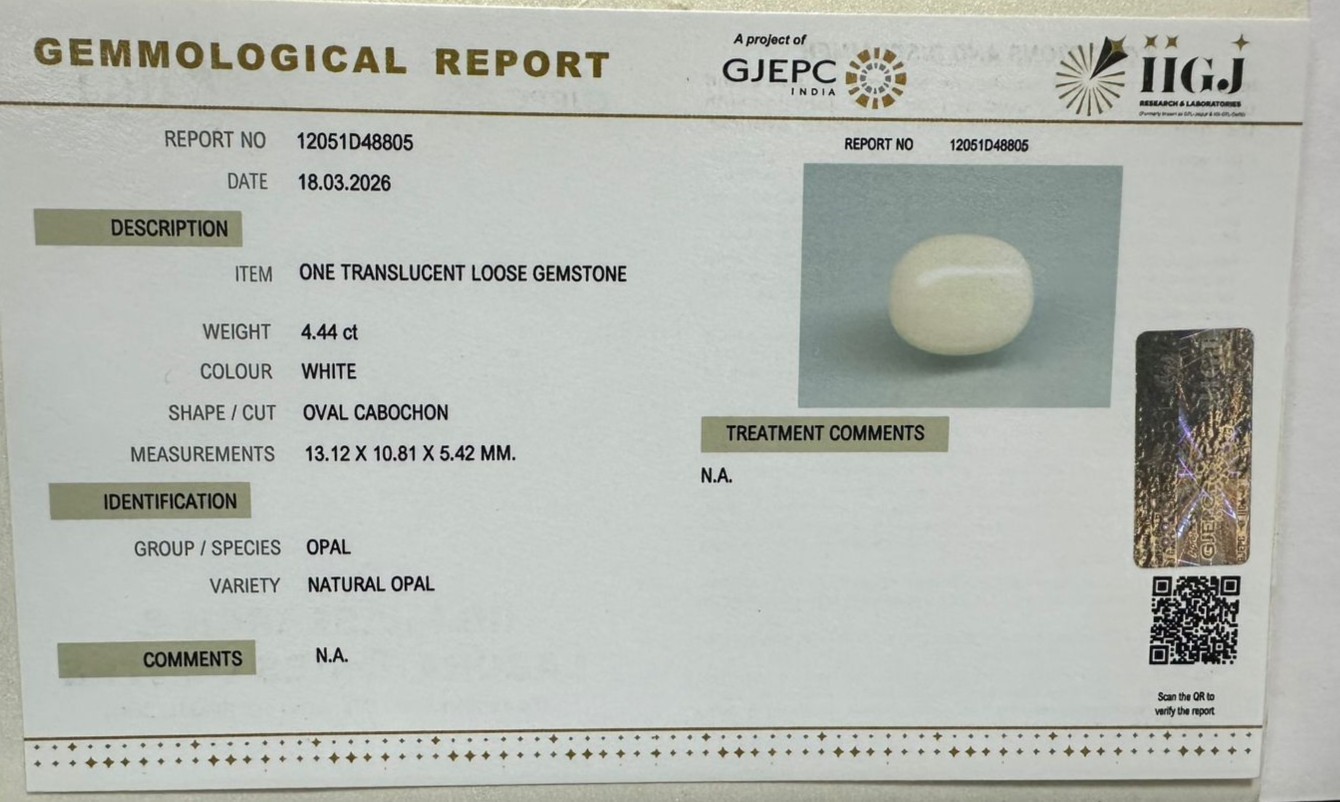 GEMMOLOGICAL REPORT
A project of
GJEPC
INDIA
IIGJ
RESEARCH & LABORATORIES
REPORT NO 12051D48805
DATE 18.03.2026
DESCRIPTION
ITEM ONE TRANSLUCENT LOOSE GEMSTONE
WEIGHT 4.44 ct
COLOUR WHITE
SHAPE / CUT OVAL CABOCHON
MEASUREMENTS 13.12 X 10.81 X 5.42 MM.
IDENTIFICATION
GROUP / SPECIES OPAL
VARIETY NATURAL OPAL
COMMENTS N.A.
REPORT NO 12051D48805
TREATMENT COMMENTS
N.A.
GJEPC
Scan the QR to
verify the report